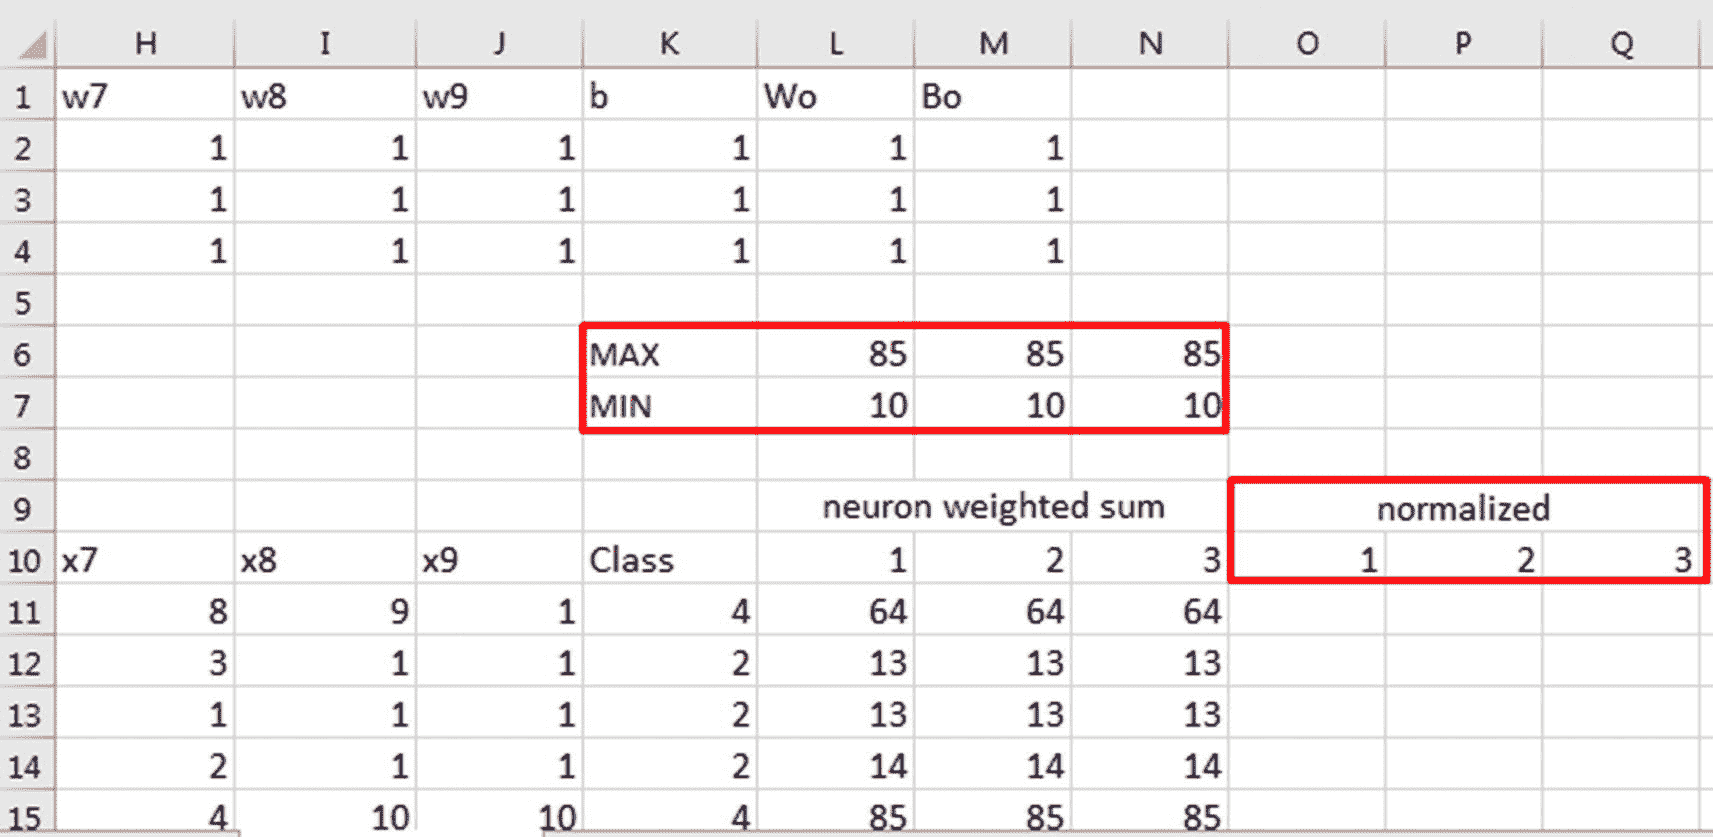 H I J K L M N O P Q
1 w7 w8 w9 b Wo Bo
2 1 1 1 1 1 1
3 1 1 1 1 1 1
4 1 1 1 1 1 1
5
6 MAX 85 85 85
7 MIN 10 10 10
8
9 neuron weighted sum normalized
10 x7 x8 x9 Class 1 2 3 1 2 3
11 8 9 1 4 64 64 64
12 3 1 1 2 13 13 13
13 1 1 1 2 13 13 13
14 2 1 1 2 14 14 14
15 4 10 10 4 85 85 85